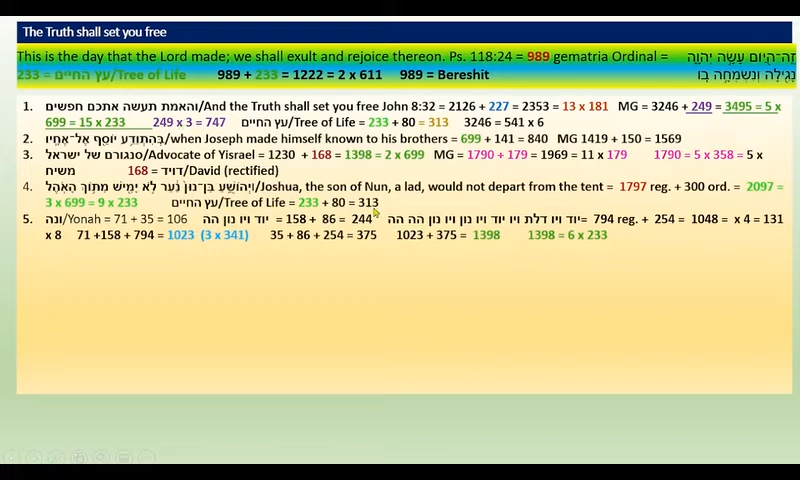 The Truth shall set you free
This is the day that the Lord made; we shall exult and rejoice thereon. Ps. 118:24 = 989 gematria Ordinal = זֶה־הַ֭יּוֹם עָשָׂ֣ה יְהוָ֑ה
233 = עץ החיים/Tree of Life 989 + 233 = 1222 = 2 x 611 989 = Bereshit נָגִ֖ילָה וְנִשְׂמְחָ֣ה בֽוֹ
1. והאמת תעשה אתכם חפשים/And the Truth shall set you free John 8:32 = 2126 + 227 = 2353 = 13 x 181 MG = 3246 + 249 = 3495 = 5 x
699 = 15 x 233 249 x 3 = 747 עץ החיים/Tree of Life = 233 + 80 = 313 3246 = 541 x 6
2. בְּהִתְוַדַּ֥ע יוֹסֵ֖ף אֶל־אֶחָֽיו/when Joseph made himself known to his brothers = 699 + 141 = 840 MG 1419 + 150 = 1569
3. סנגורם של ישראל/Advocate of Yisrael = 1230 + 168 = 1398 = 2 x 699 MG = 1790 + 179 = 1969 = 11 x 179 1790 = 5 x 358 = 5 x
משיח 168 = דויד/David (rectified)
4. וִיהוֹשֻׁ֣עַ בִּן־נ֔וּן נַ֔עַר לֹ֥א יָמִ֖ישׁ מִתּ֥וֹךְ הָאֹֽהֶל/Joshua, the son of Nun, a lad, would not depart from the tent = 1797 reg. + 300 ord. = 2097 =
3 x 699 = 9 x 233 עץ החיים/Tree of Life = 233 + 80 = 313
5. ונה/Yonah = 71 + 35 = 106 יוד ויו נון הה = 158 + 86 = 244 יוד ויו דלת ויו יוד ויו נון ויו נון הה הה = 794 reg. + 254 = 1048 = x 4 = 131
x 8 71 +158 + 794 = 1023 (3 x 341) 35 + 86 + 254 = 375 1023 + 375 = 1398 1398 = 6 x 233